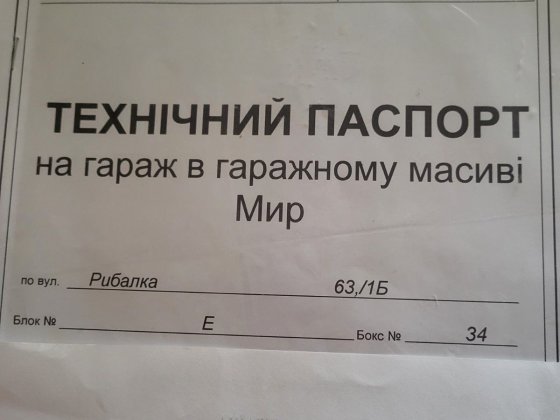 ТЕХНІЧНИЙ ПАСПОРТ
на гараж в гаражному масиві
Мир
по вул. Рибалка 63,/1Б
Блок № Е Бокс № 34